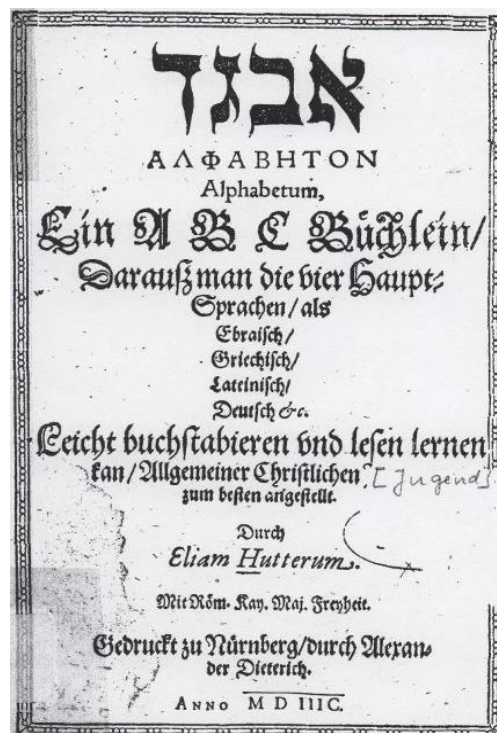 אבגד
ΑΛΦΑΒΗΤΟΝ
Alphabetum,
Ein A B C Bůchlein/
Darauß man die vier Haupt-
Sprachen/als
Ebraisch/
Griechisch/
Lateinisch/
Deutsch &c.
Leicht buchstabieren vnd lesen lernen
kan/Allgemeiner Christlichen [Jugend]
zum besten angestellt.
Durch
Eliam Hutterum.
Mit Röm. Kay. Maj. Freyheit.
Gedruckt zu Nürnberg/durch Alexan-
der Dieterich.
ANNO M D IIIC.